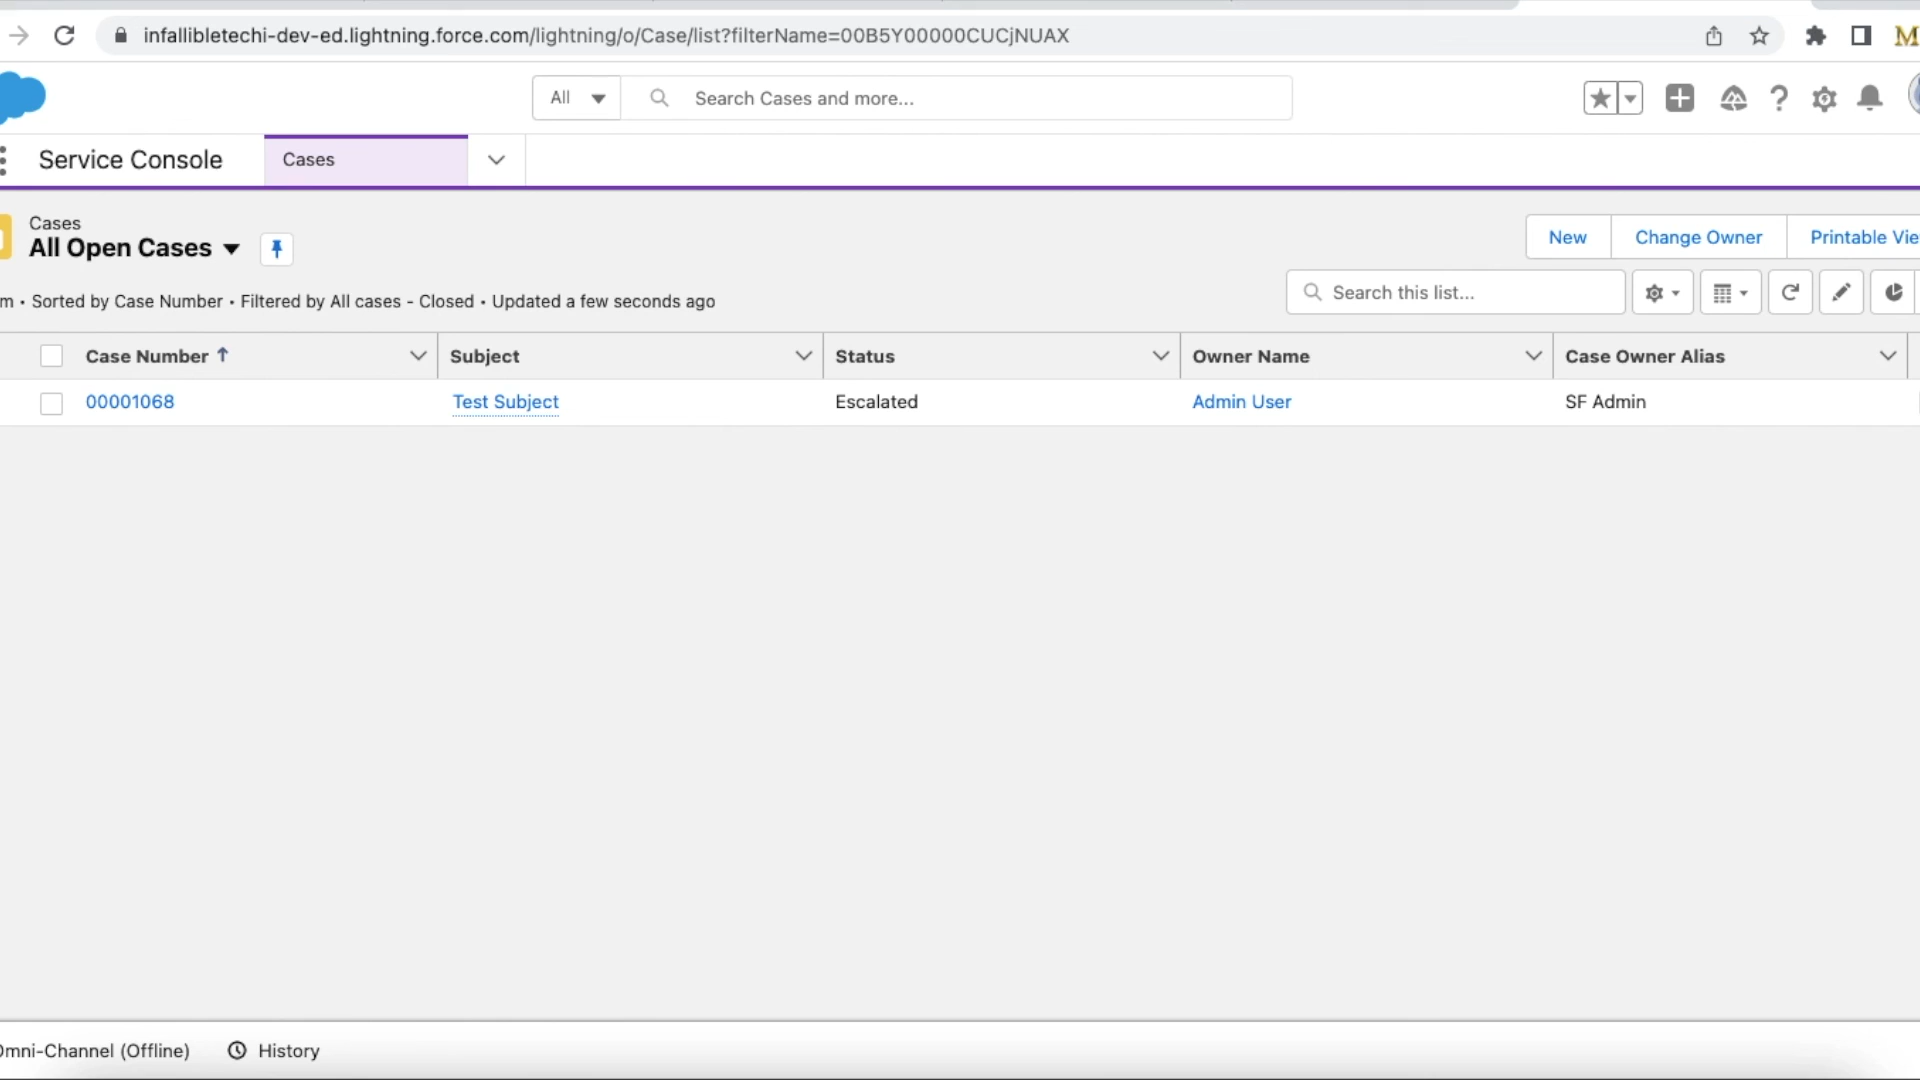 infallibletechi-dev-ed.lightning.force.com/lightning/o/Case/list?filterName=00B5Y00000CUCjNUAX
M
All
Search Cases and more...
Service Console
Cases
Cases
All Open Cases
New
Change Owner
Printable Vie
m • Sorted by Case Number • Filtered by All cases - Closed • Updated a few seconds ago
Search this list...
Case Number
Subject
Status
Owner Name
Case Owner Alias
00001068
Test Subject
Escalated
Admin User
SF Admin
Omni-Channel (Offline)
History